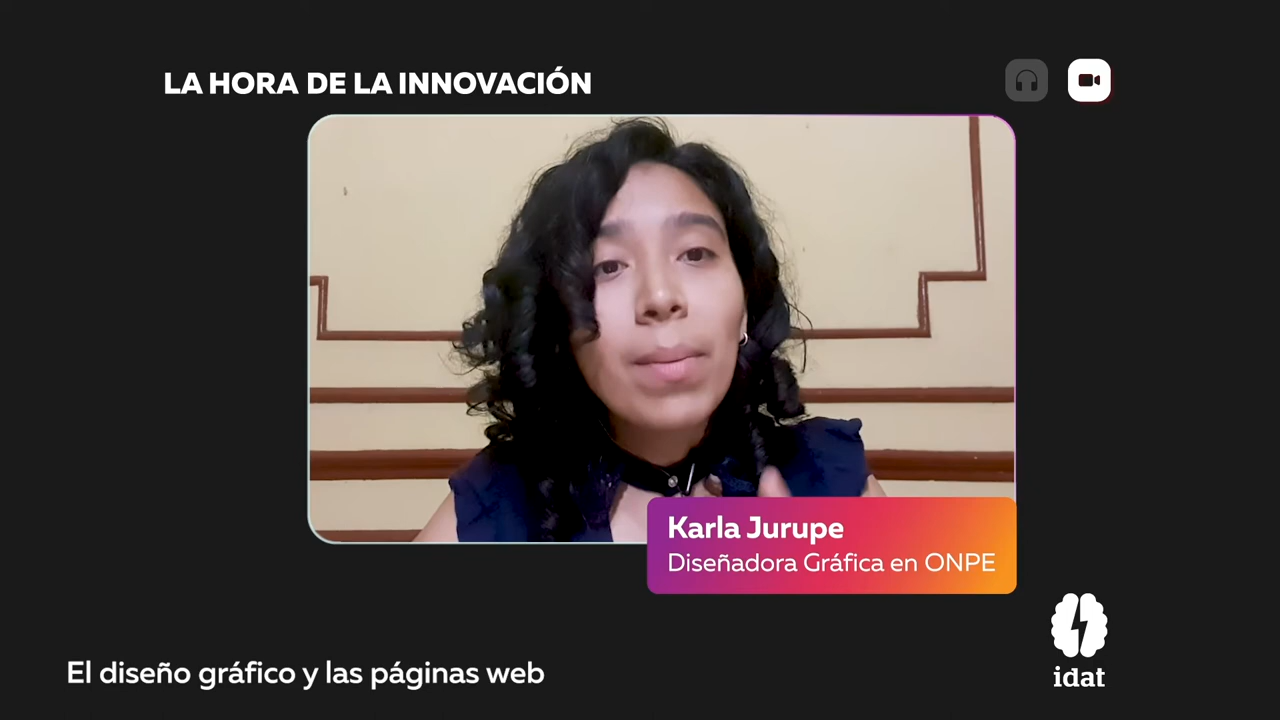 LA HORA DE LA INNOVACIÓN
Karla Jurupe
Diseñadora Gráfica en ONPE
El diseño gráfico y las páginas web
idat